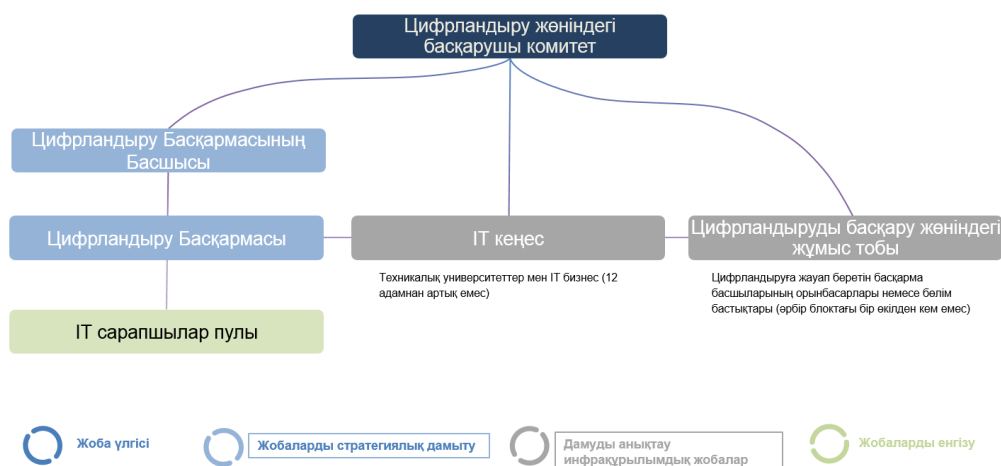 Цифрландыру жөніндегі
басқарушы комитет
Цифрландыру Басқармасының
Басшысы
Цифрландыру Басқармасы
IT кеңес
Цифрландыруды басқару жөніндегі
жұмыс тобы
Техникалық университеттер мен IT бизнес (12
адамнан артық емес)
Цифрландыруға жауап беретін басқарма
басшыларының орынбасарлары немесе бөлім
бастықтары (әрбір блоктағы бір өкілден кем емес)
IT сарапшылар пулы
Жоба үлгісі
Жобаларды стратегиялық дамыту
Дамуды анықтау
инфрақұрылымдық жобалар
Жобаларды енгізу